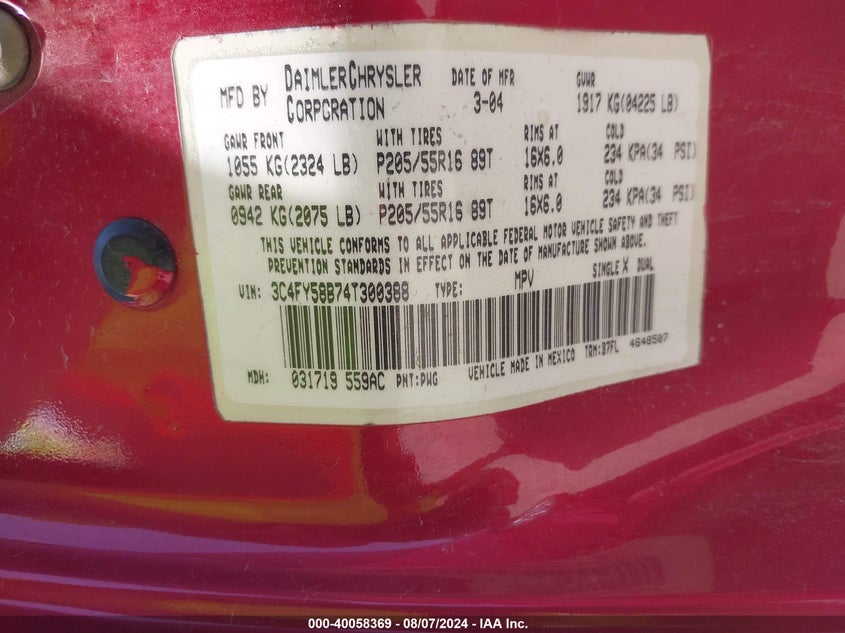 MFD BY DAIMLERCHRYSLER CORPORATION DATE OF MFR 3-04 GVWR 1917 KG(04225 LB)
GAWR FRONT WITH TIRES RIMS AT COLD
1055 KG(2324 LB) P205/55R16 89T 16X6.0 234 KPA(34 PSI)
GAWR REAR WITH TIRES RIMS AT COLD
0942 KG(2075 LB) P205/55R16 89T 16X6.0 234 KPA(34 PSI)
THIS VEHICLE CONFORMS TO ALL APPLICABLE FEDERAL MOTOR VEHICLE SAFETY AND THEFT
PREVENTION STANDARDS IN EFFECT ON THE DATE OF MANUFACTURE SHOWN ABOVE.
VIN: 3C4FY58B74T300388 TYPE: MPV SINGLE X DUAL
MDH: 031719 559AC PNT:PWG VEHICLE MADE IN MEXICO TRM:B7FL 4648507
000-40058369 - 08/07/2024 - IAA Inc.